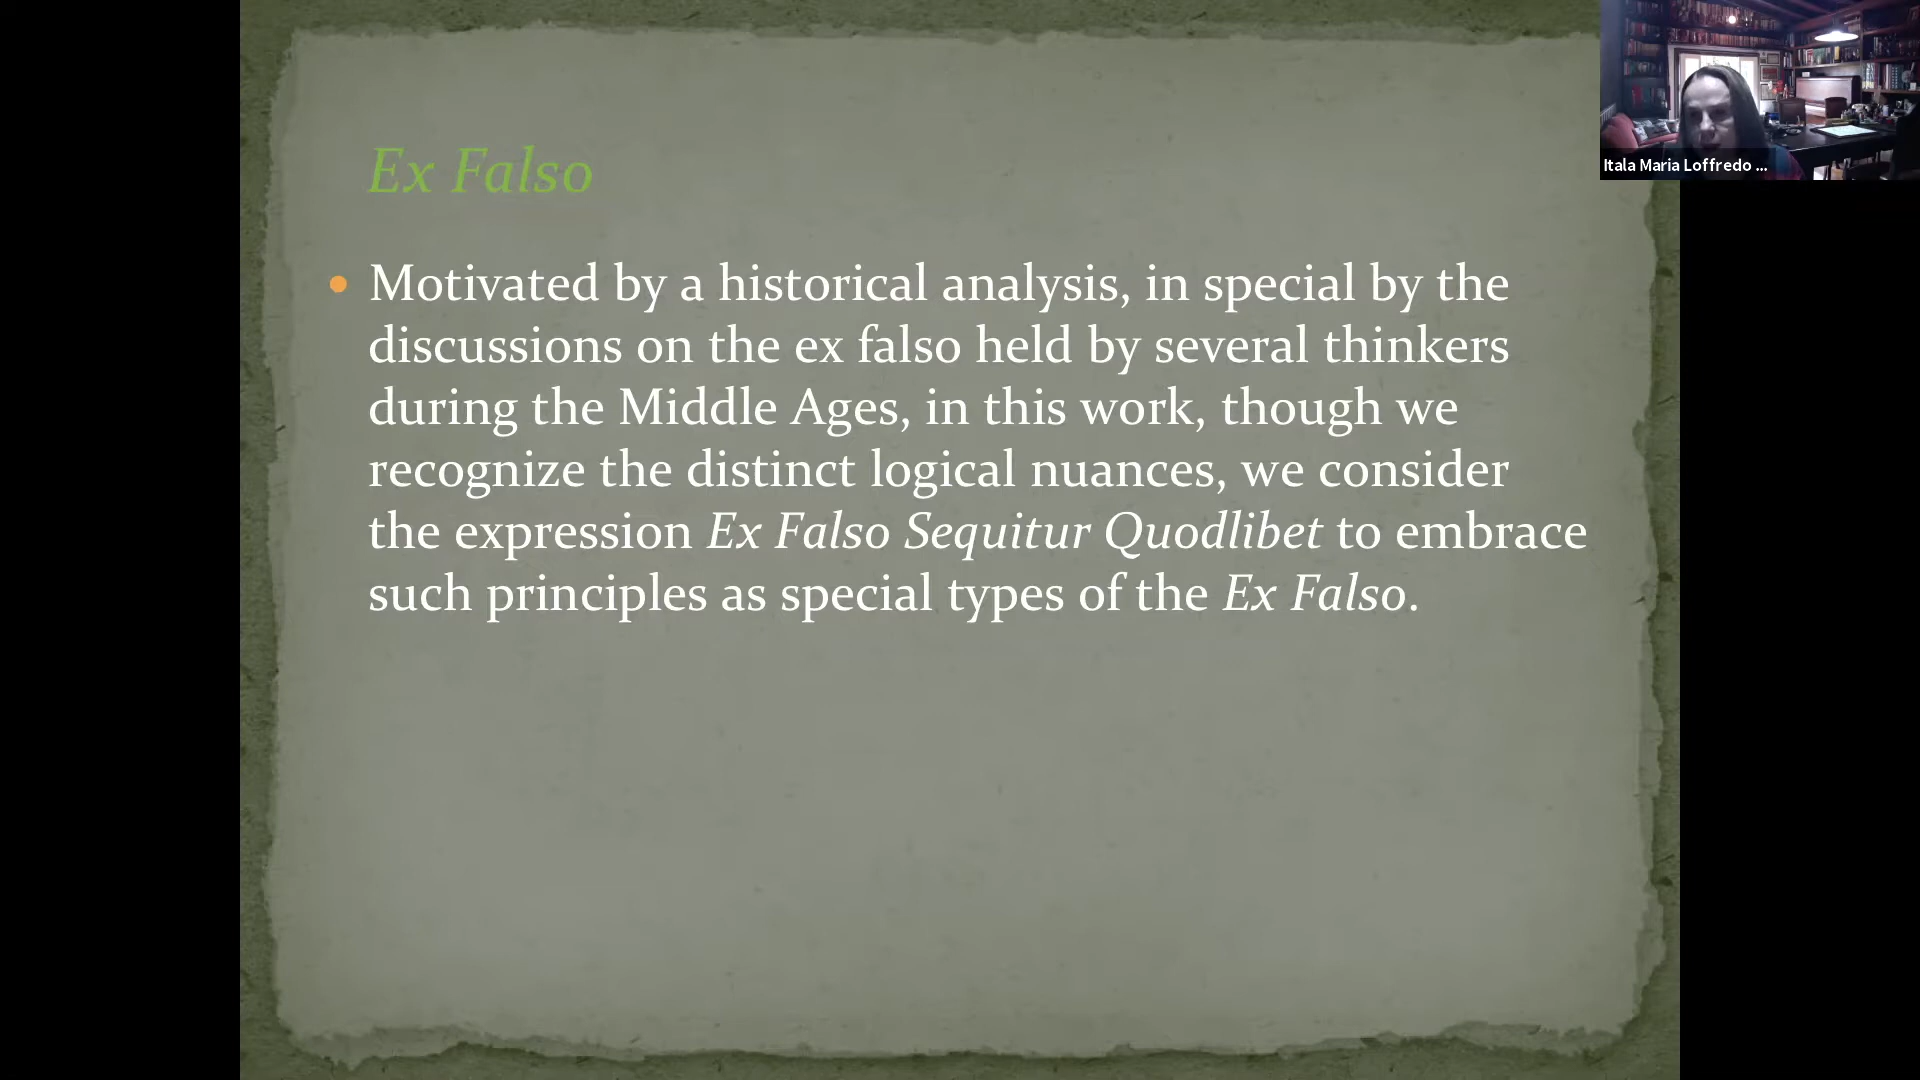 Ex Falso
• Motivated by a historical analysis, in special by the
discussions on the ex falso held by several thinkers
during the Middle Ages, in this work, though we
recognize the distinct logical nuances, we consider
the expression Ex Falso Sequitur Quodlibet to embrace
such principles as special types of the Ex Falso.
Itala Maria Loffredo ...